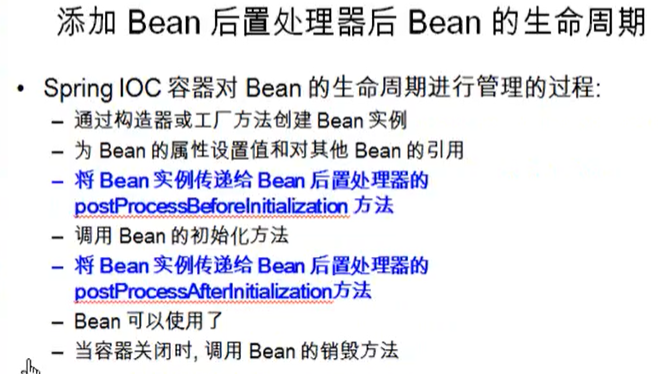 添加 Bean 后置处理器后 Bean 的生命周期
• Spring IOC 容器对 Bean 的生命周期进行管理的过程:
– 通过构造器或工厂方法创建 Bean 实例
– 为 Bean 的属性设置值和对其他 Bean 的引用
– 将 Bean 实例传递给 Bean 后置处理器的
postProcessBeforeInitialization 方法
– 调用 Bean 的初始化方法
– 将 Bean 实例传递给 Bean 后置处理器的
postProcessAfterInitialization方法
– Bean 可以使用了
– 当容器关闭时, 调用 Bean 的销毁方法